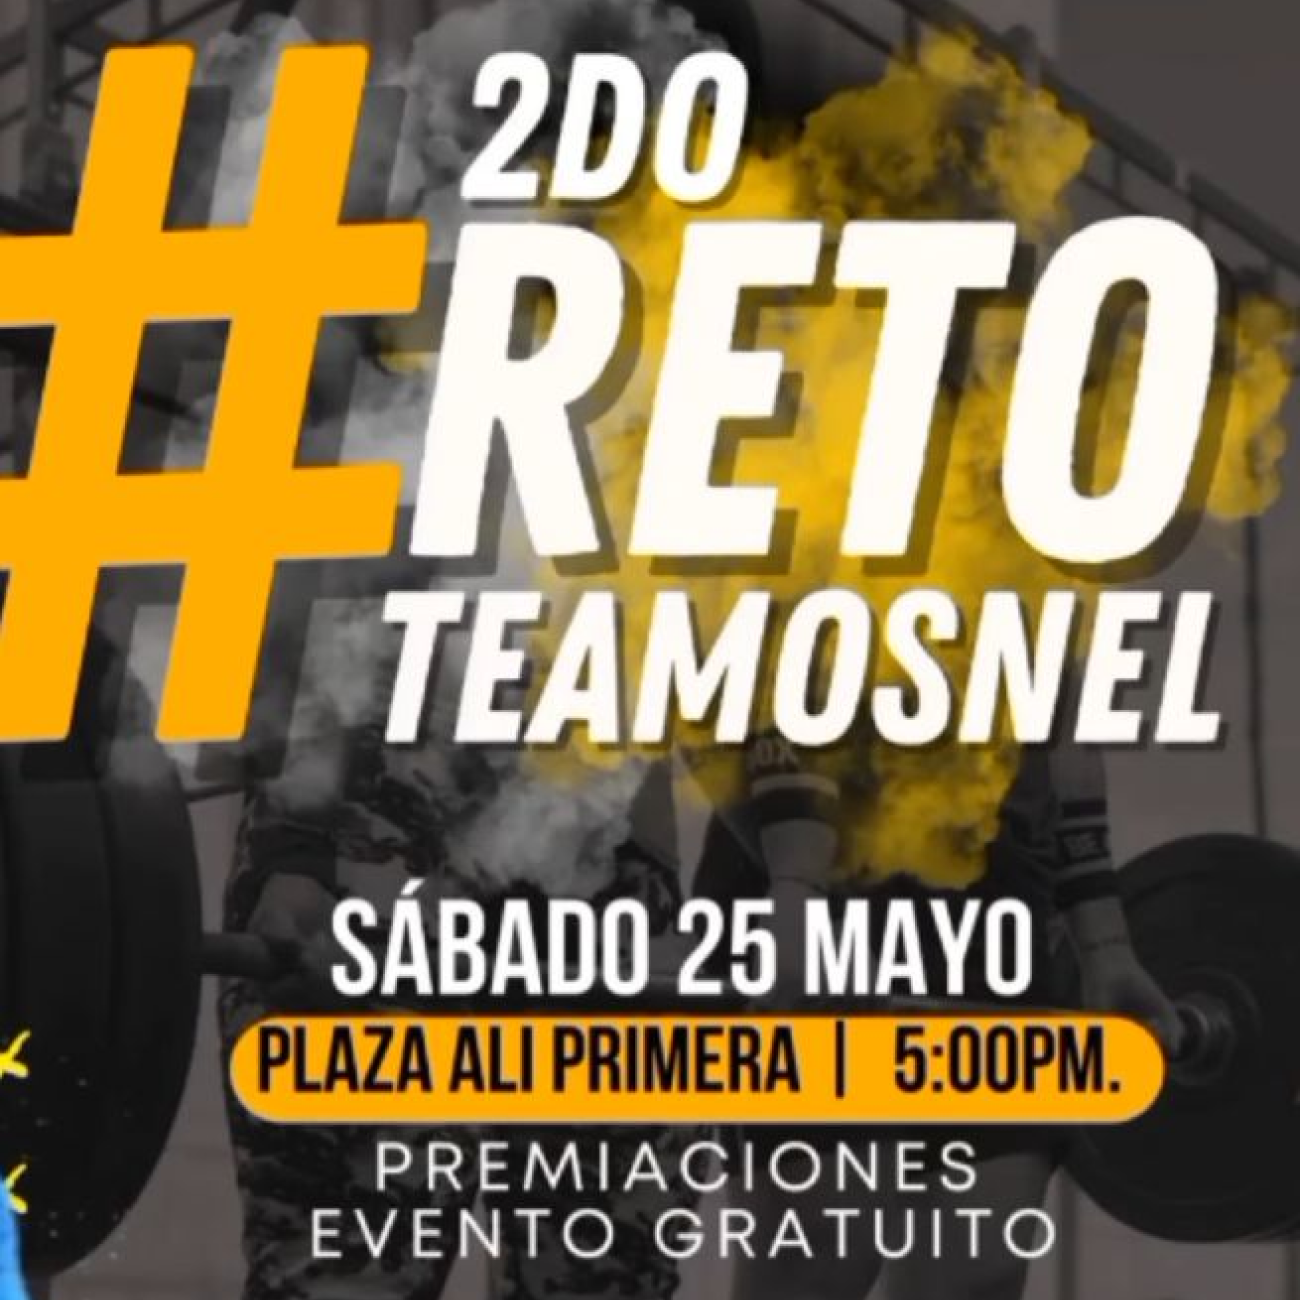 #
2DO
RETO
TEAMOSNEL
SÁBADO 25 MAYO
PLAZA ALI PRIMERA | 5:00PM.
PREMIACIONES
EVENTO GRATUITO